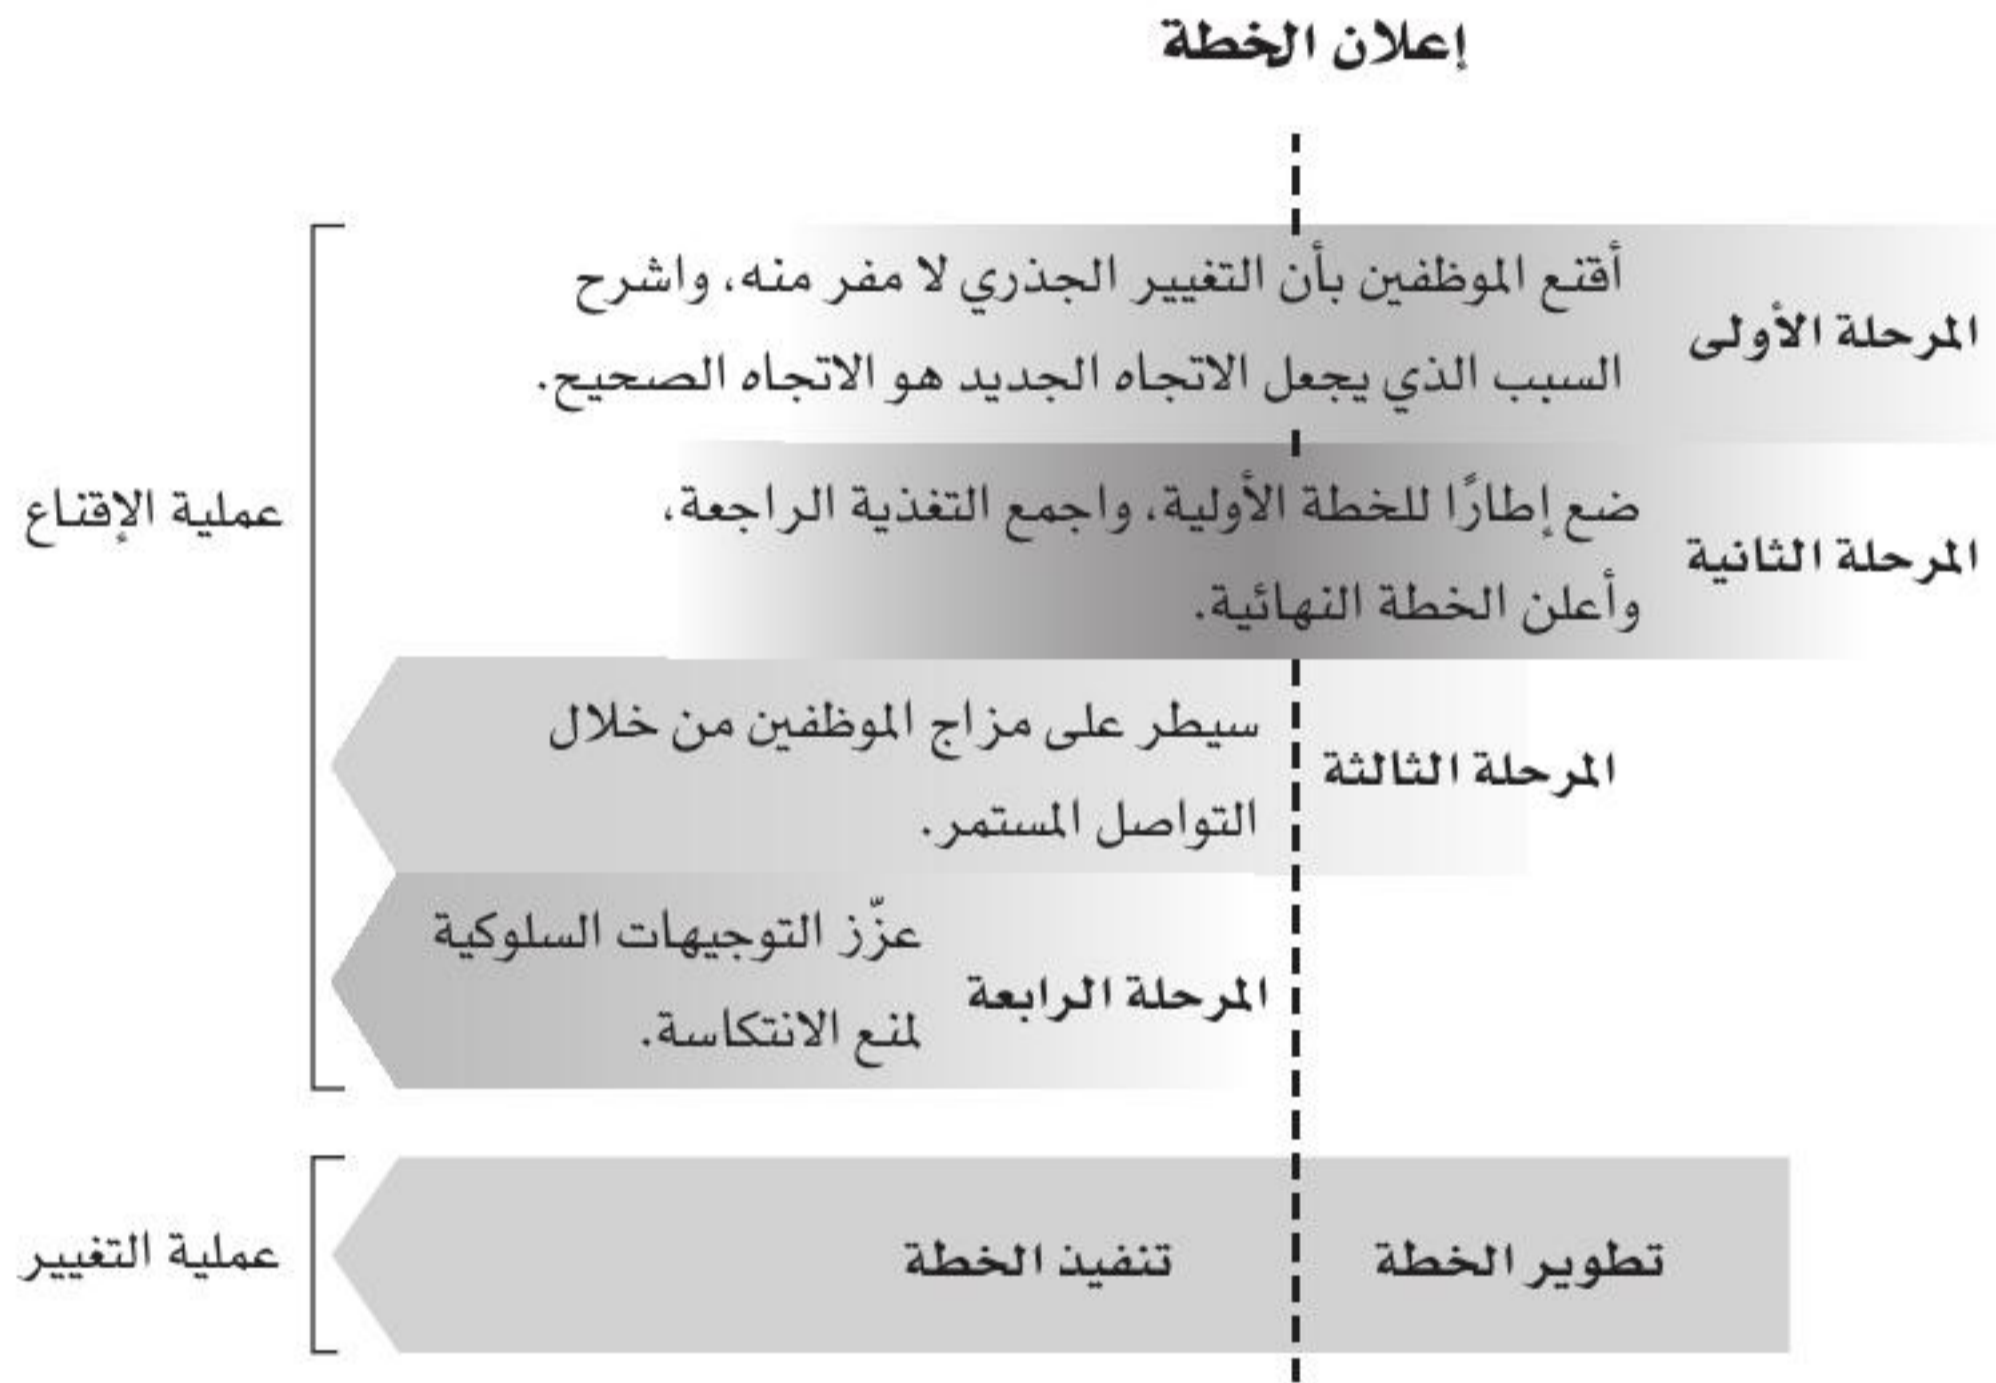 إعلان الخطة
المرحلة الأولى
أقنع الموظفين بأن التغيير الجذري لا مفر منه، واشرح
السبب الذي يجعل الاتجاه الجديد هو الاتجاه الصحيح.
المرحلة الثانية
ضع إطارًا للخطة الأولية، واجمع التغذية الراجعة،
وأعلن الخطة النهائية.
المرحلة الثالثة
سيطر على مزاج الموظفين من خلال
التواصل المستمر.
المرحلة الرابعة
عزّز التوجيهات السلوكية
لمنع الانتكاسة.
عملية الإقناع
تطوير الخطة
تنفيذ الخطة
عملية التغيير